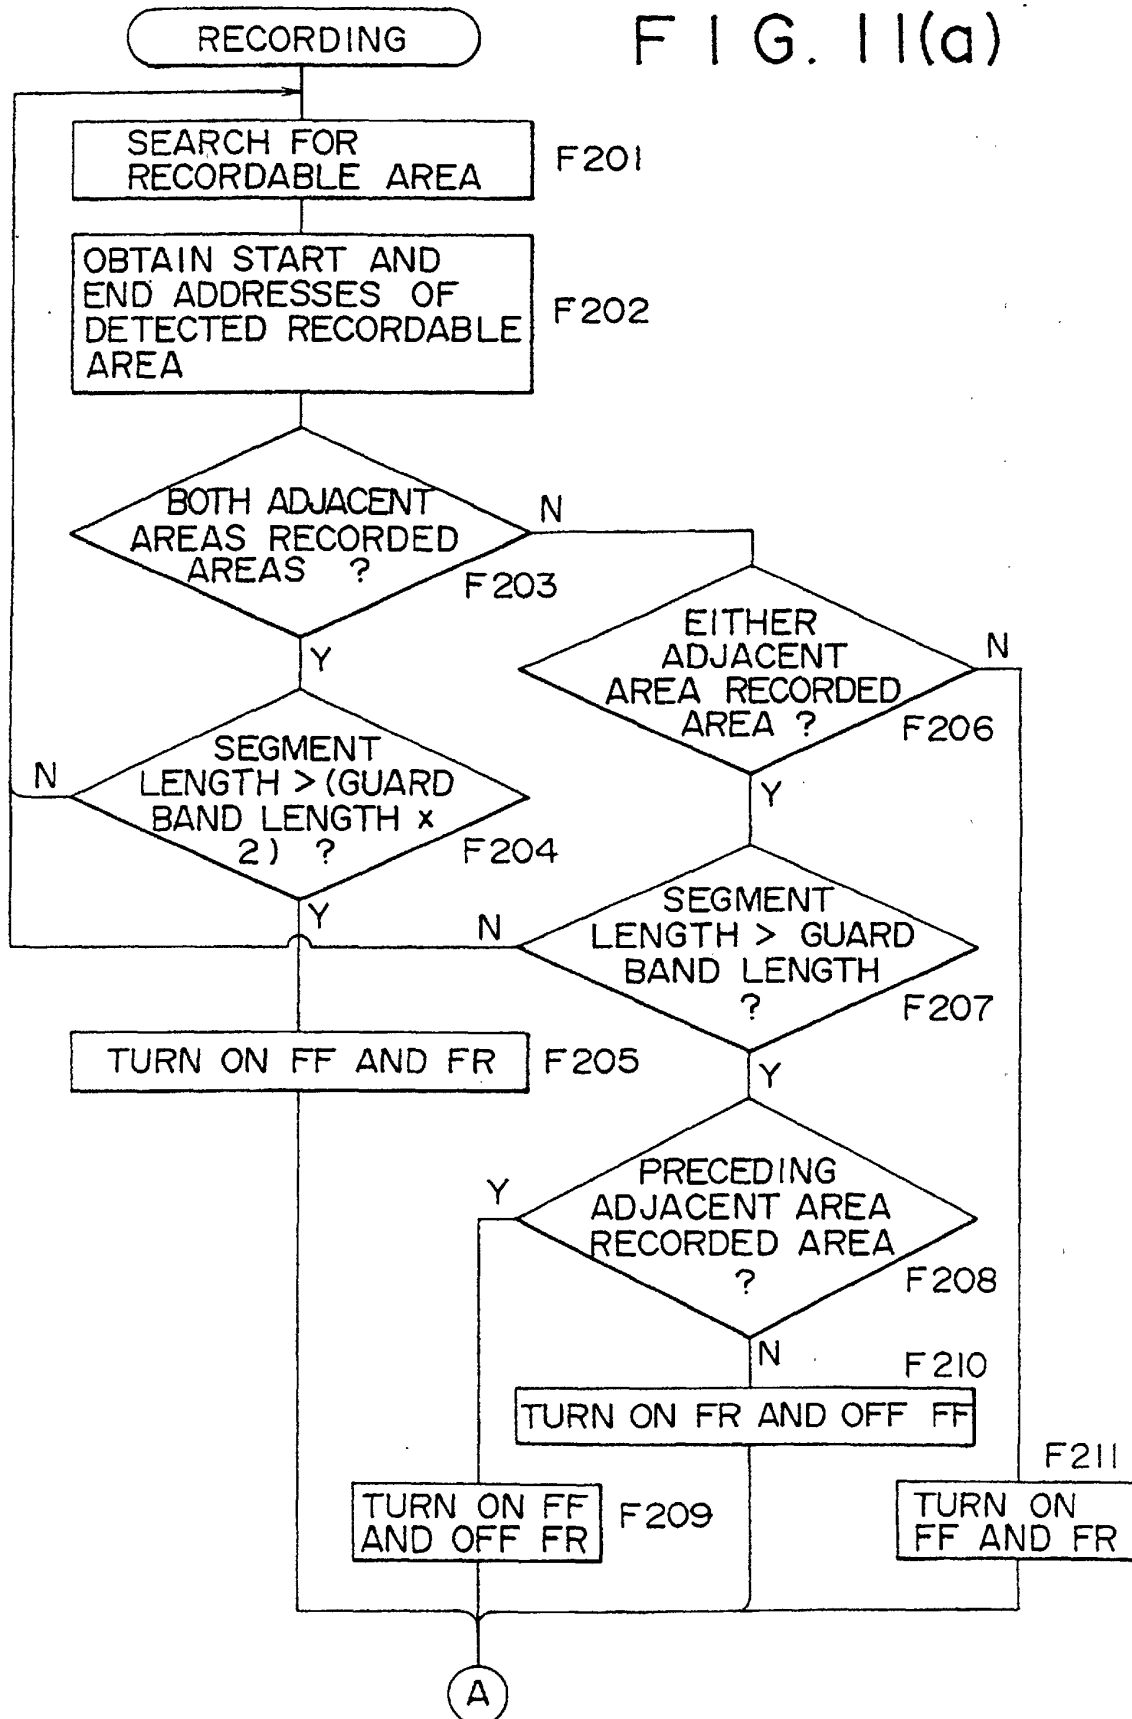 FIG. 11(a)
RECORDING
SEARCH FOR
RECORDABLE AREA
F201
OBTAIN START AND
END ADDRESSES OF
DETECTED RECORDABLE
AREA
F202
BOTH ADJACENT
AREAS RECORDED
AREAS ?
F203
N
Y
EITHER
ADJACENT
AREA RECORDED
AREA ?
F206
N
Y
SEGMENT
LENGTH > (GUARD
BAND LENGTH x
2) ?
F204
N
Y
SEGMENT
LENGTH > GUARD
BAND LENGTH
?
F207
N
Y
TURN ON FF AND FR
F205
PRECEDING
ADJACENT AREA
RECORDED AREA
?
F208
Y
N
F210
TURN ON FR AND OFF FF
TURN ON FF
AND OFF FR
F209
F211
TURN ON
FF AND FR
A